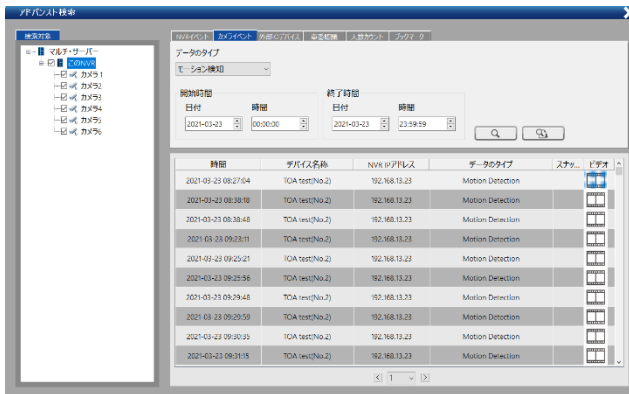 アドバンスト検索
検索対象
マルチ・サーバー
このNVR
カメラ1
カメラ2
カメラ3
カメラ4
カメラ5
カメラ6
NVRイベント カメライベント 外部I/Oデバイス 車両認識 人数カウント ブックマーク
データのタイプ
モーション検知
開始時間 終了時間
日付 時間 日付 時間
2021-03-23 00:00:00 2021-03-23 23:59:59
時間 デバイス名称 NVR IPアドレス データのタイプ スナッ... ビデオ
2021-03-23 08:27:04 TOA test(No.2) 192.168.13.23 Motion Detection
2021-03-23 08:38:18 TOA test(No.2) 192.168.13.23 Motion Detection
2021-03-23 08:38:48 TOA test(No.2) 192.168.13.23 Motion Detection
2021-03-23 09:23:11 TOA test(No.2) 192.168.13.23 Motion Detection
2021-03-23 09:25:21 TOA test(No.2) 192.168.13.23 Motion Detection
2021-03-23 09:25:56 TOA test(No.2) 192.168.13.23 Motion Detection
2021-03-23 09:29:48 TOA test(No.2) 192.168.13.23 Motion Detection
2021-03-23 09:29:59 TOA test(No.2) 192.168.13.23 Motion Detection
2021-03-23 09:30:35 TOA test(No.2) 192.168.13.23 Motion Detection
2021-03-23 09:31:15 TOA test(No.2) 192.168.13.23 Motion Detection
1